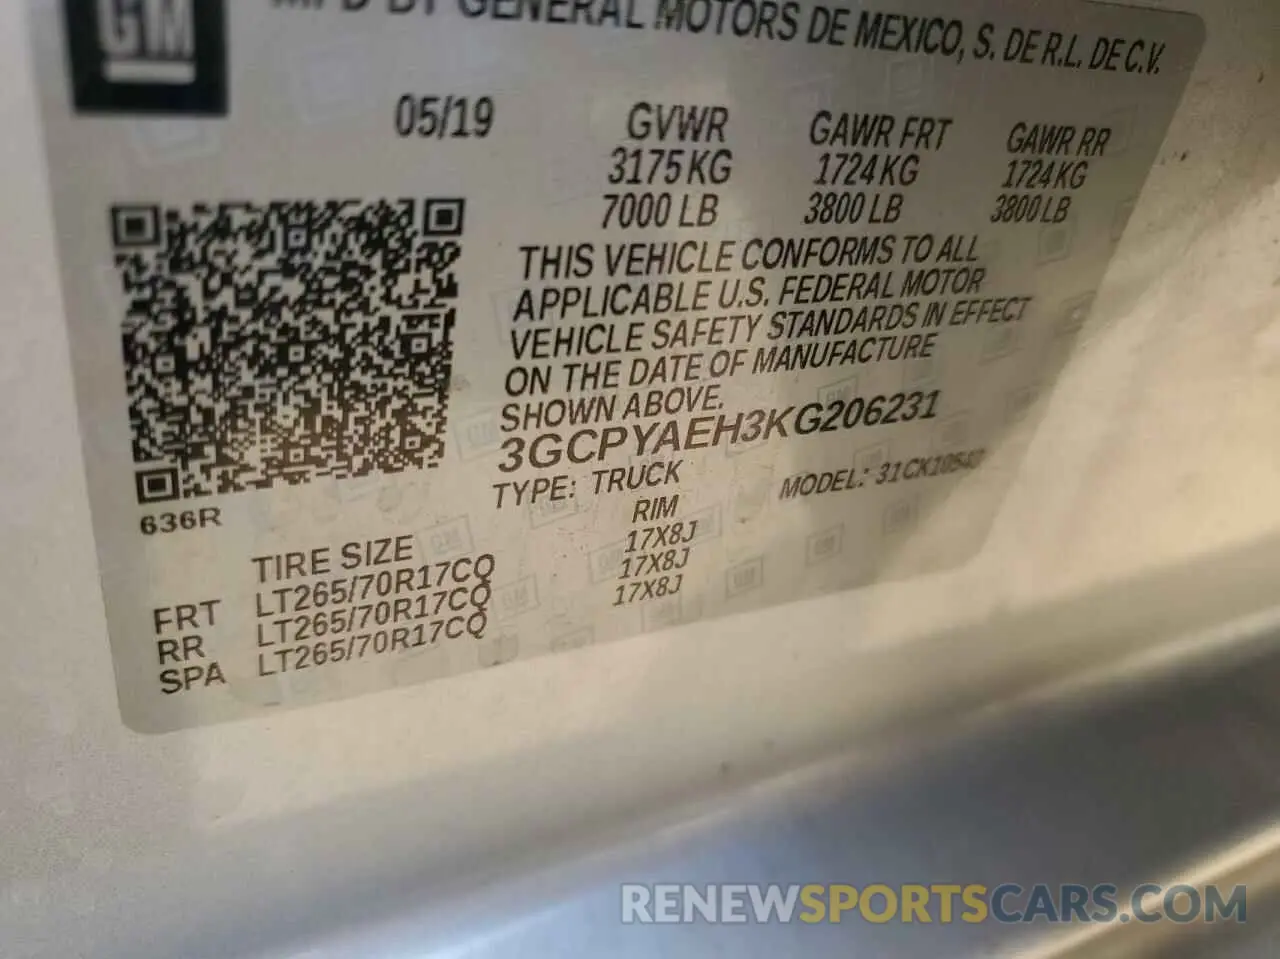 GM
MFD BY GENERAL MOTORS DE MEXICO, S. DE R.L. DE C.V.
05/19 GVWR GAWR FRT GAWR RR
3175 KG 1724 KG 1724 KG
7000 LB 3800 LB 3800 LB
THIS VEHICLE CONFORMS TO ALL
APPLICABLE U.S. FEDERAL MOTOR
VEHICLE SAFETY STANDARDS IN EFFECT
ON THE DATE OF MANUFACTURE
SHOWN ABOVE.
3GCPYAEH3KG206231
TYPE: TRUCK MODEL: 31CK10543
636R
TIRE SIZE RIM
FRT LT265/70R17CQ 17X8J
RR LT265/70R17CQ 17X8J
SPA LT265/70R17CQ 17X8J
RENEWSPORTSCARS.COM